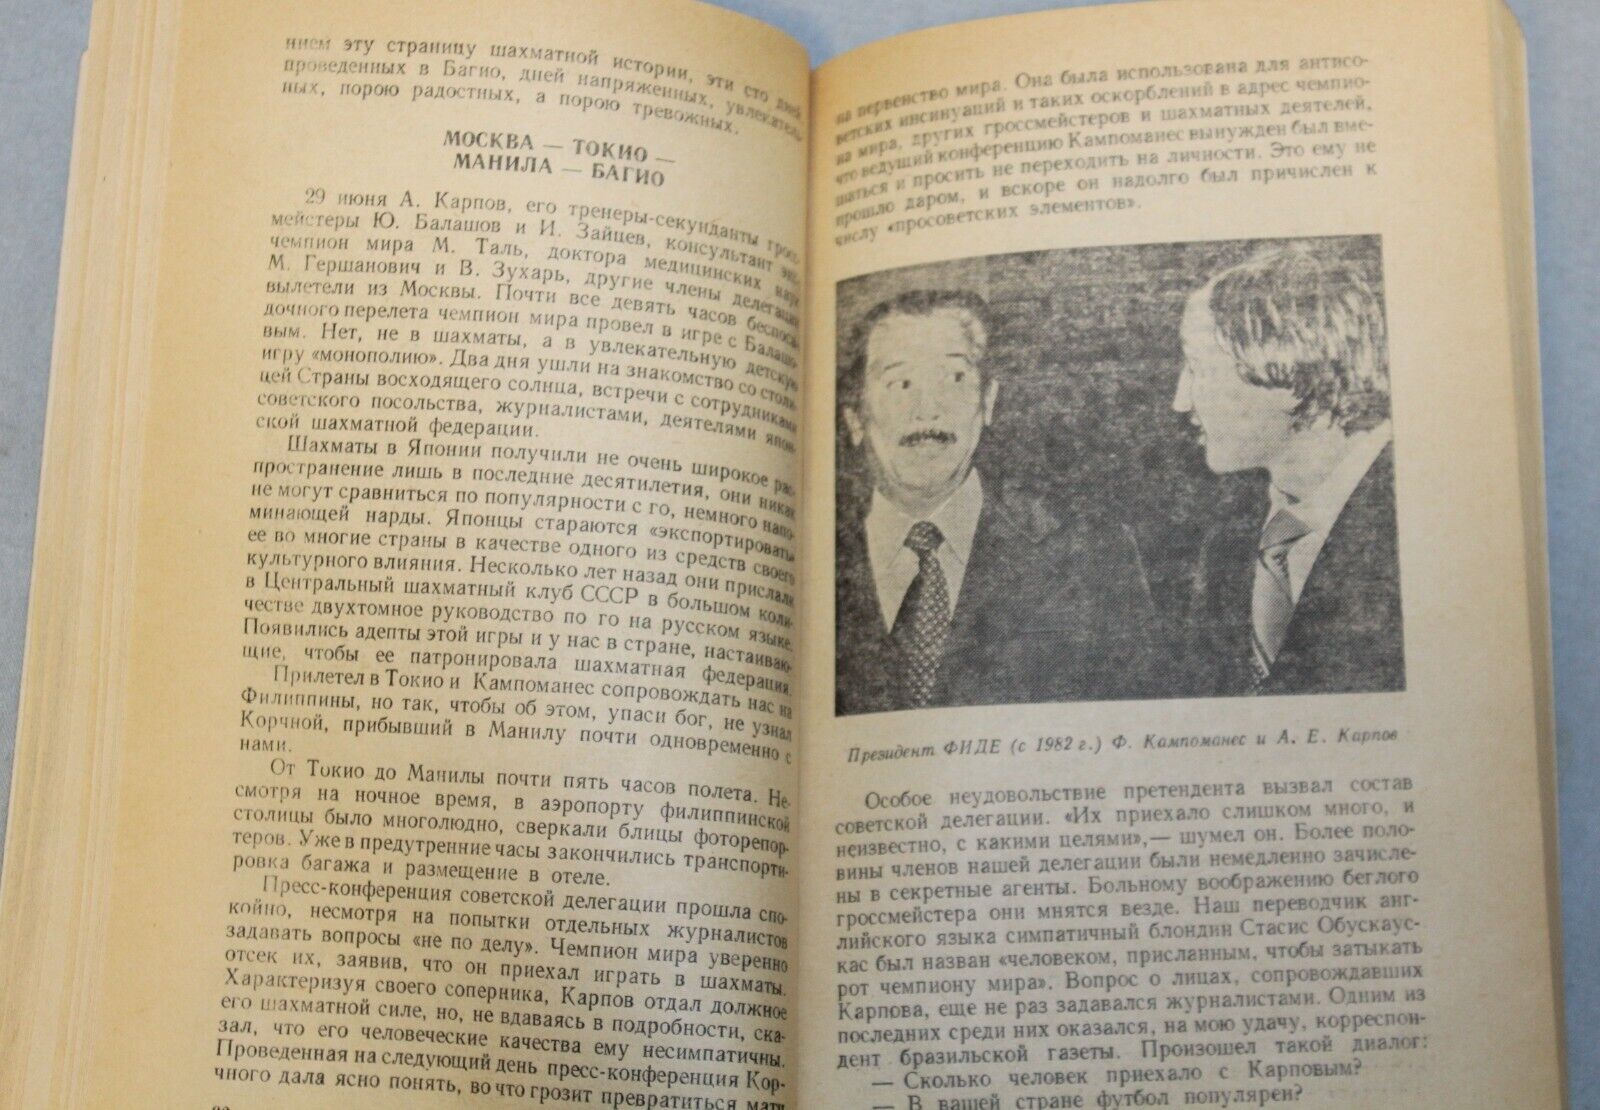 нием эту страницу шахматной истории, эти сто дней,
проведенных в Багио, дней напряженных, увлекатель-
ных, порою радостных, а порою тревожных.
МОСКВА — ТОКИО —
МАНИЛА — БАГИО
29 июня А. Карпов, его тренеры-секунданты грос-
мейстеры Ю. Балашов и И. Зайцев, консультант экс-
чемпион мира М. Таль, доктора медицинских наук
М. Гершанович и В. Зухарь, другие члены делегации
вылетели из Москвы. Почти все девять часов беспоса-
дочного перелета чемпион мира провел в игре с Балашо-
вым. Нет, не в шахматы, а в увлекательную детскую
игру «монополию». Два дня ушли на знакомство со столи-
цей Страны восходящего солнца, встречи с сотрудниками
советского посольства, журналистами, деятелями япон-
ской шахматной федерации.
Шахматы в Японии получили не очень широкое рас-
пространение лишь в последние десятилетия, они никак
не могут сравниться по популярности с го, немного напо-
минающей нарды. Японцы стараются «экспортировать»
ее во многие страны в качестве одного из средств своего
культурного влияния. Несколько лет назад они прислали
в Центральный шахматный клуб СССР в большом коли-
честве двухтомное руководство по го на русском языке.
Появились адепты этой игры и у нас в стране, настаиваю-
щие, чтобы ее патронировала шахматная федерация.
Прилетел в Токио и Кампоманес сопровождать нас на
Филиппины, но так, чтобы об этом, упаси бог, не узнал
Корчной, прибывший в Манилу почти одновременно с
нами.
От Токио до Манилы почти пять часов полета. Не-
смотря на ночное время, в аэропорту филиппинской
столицы было многолюдно, сверкали блицы фоторепор-
теров. Уже в предутренние часы закончились транспорти-
ровка багажа и размещение в отеле.
Пресс-конференция советской делегации прошла спо-
койно, несмотря на попытки отдельных журналистов
задавать вопросы «не по делу». Чемпион мира уверенно
отсек их, заявив, что он приехал играть в шахматы.
Характеризуя своего соперника, Карпов отдал должное
его шахматной силе, но, не вдаваясь в подробности, ска-
зал, что его человеческие качества ему несимпатичны.
Проведенная на следующий день пресс-конференция Кор-
чного дала ясно понять, во что грозит превратиться матч
на первенство мира. Она была использована для антисо-
ветских инсинуаций и таких оскорблений в адрес чемпио-
на мира, других гроссмейстеров и шахматных деятелей,
что ведущий конференцию Кампоманес вынужден был вме-
шаться и просить не переходить на личности. Это ему не
прошло даром, и вскоре он надолго был причислен к
числу «просоветских элементов».
Президент ФИДЕ (с 1982 г.) Ф. Кампоманес и А. Е. Карпов
Особое неудовольствие претендента вызвал состав
советской делегации. «Их приехало слишком много, и
неизвестно, с какими целями»,— шумел он. Более поло-
вины членов нашей делегации были немедленно зачисле-
ны в секретные агенты. Больному воображению беглого
гроссмейстера они мнятся везде. Наш переводчик анг-
лийского языка симпатичный блондин Стасис Обускаус-
кас был назван «человеком, присланным, чтобы затыкать
рот чемпиону мира». Вопрос о лицах, сопровождавших
Карпова, еще не раз задавался журналистами. Одним из
последних среди них оказался, на мою удачу, корреспон-
дент бразильской газеты. Произошел такой диалог:
— Сколько человек приехало с Карповым?
— В вашей стране футбол популярен?